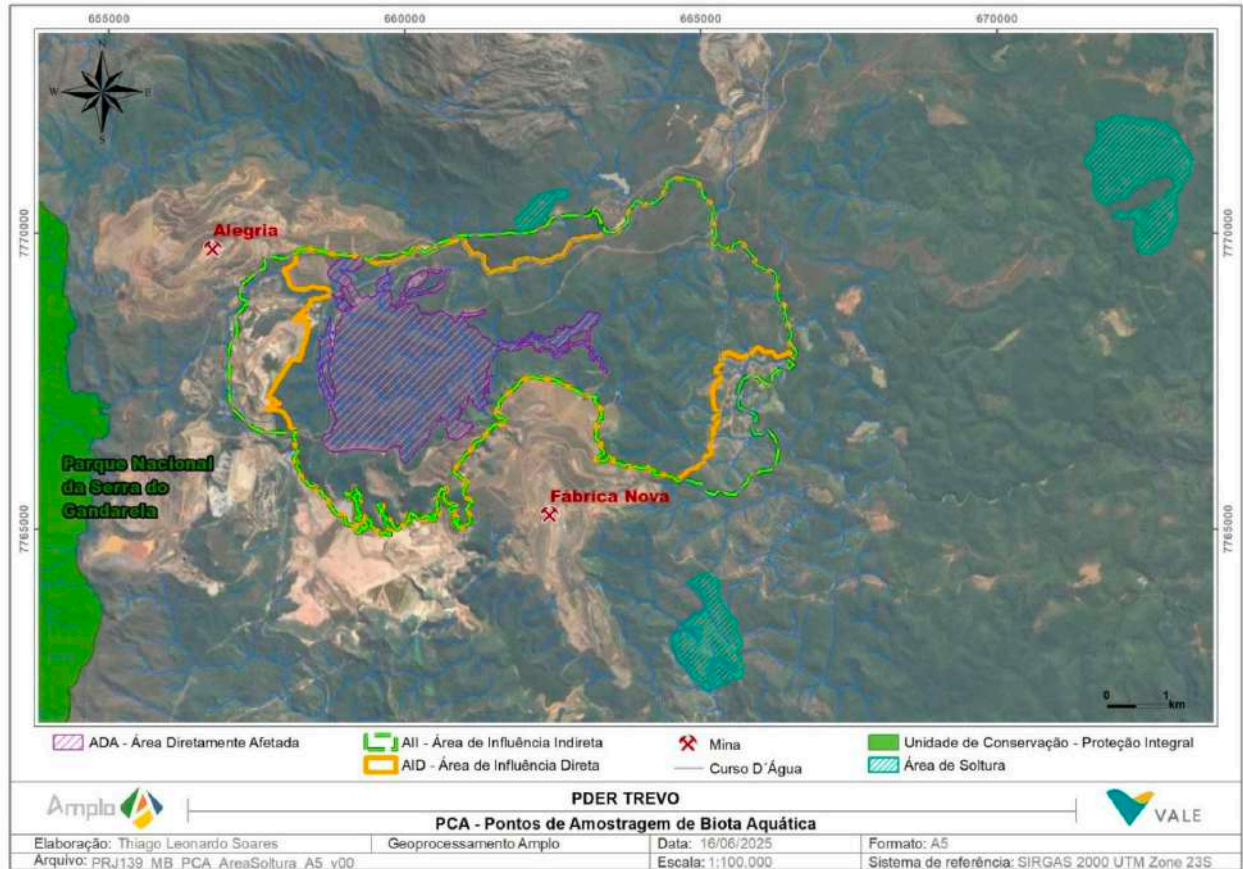 655000 660000 665000 670000
N
W E
S
7770000 Alegria 7770000
Parque Nacional
da Serra do
Gandarela
Fábrica Nova
7765000 7765000
0 1
km
ADA - Área Diretamente Afetada AII - Área de Influência Indireta Mina Unidade de Conservação - Proteção Integral
AID - Área de Influência Direta Curso D´Água Área de Soltura
Amplo PDER TREVO VALE
PCA - Pontos de Amostragem de Biota Aquática
Elaboração: Thiago Leonardo Soares Geoprocessamento Amplo Data: 16/06/2025 Formato: A5
Arquivo: PRJ139_MB_PCA_AreaSoltura_A5_v00 Escala: 1:100.000 Sistema de referência: SIRGAS 2000 UTM Zone 23S